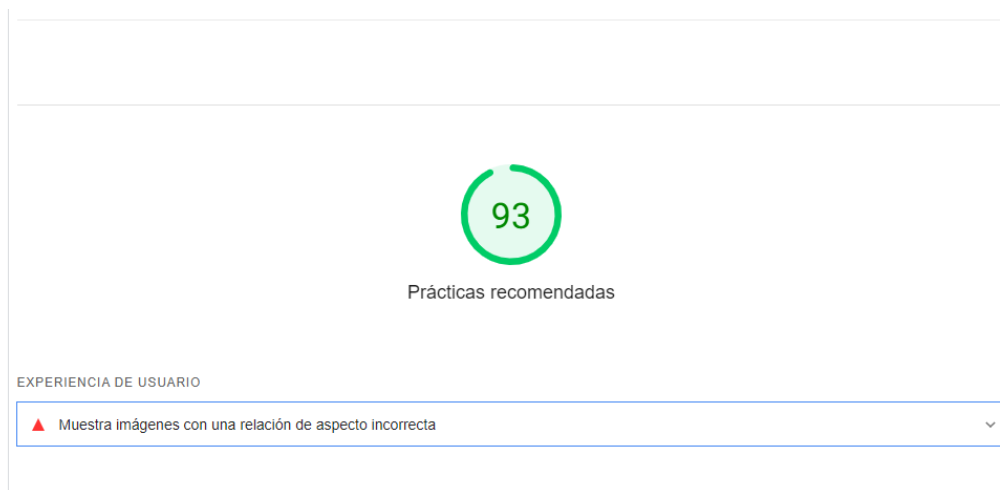 93
Prácticas recomendadas
EXPERIENCIA DE USUARIO
Muestra imágenes con una relación de aspecto incorrecta